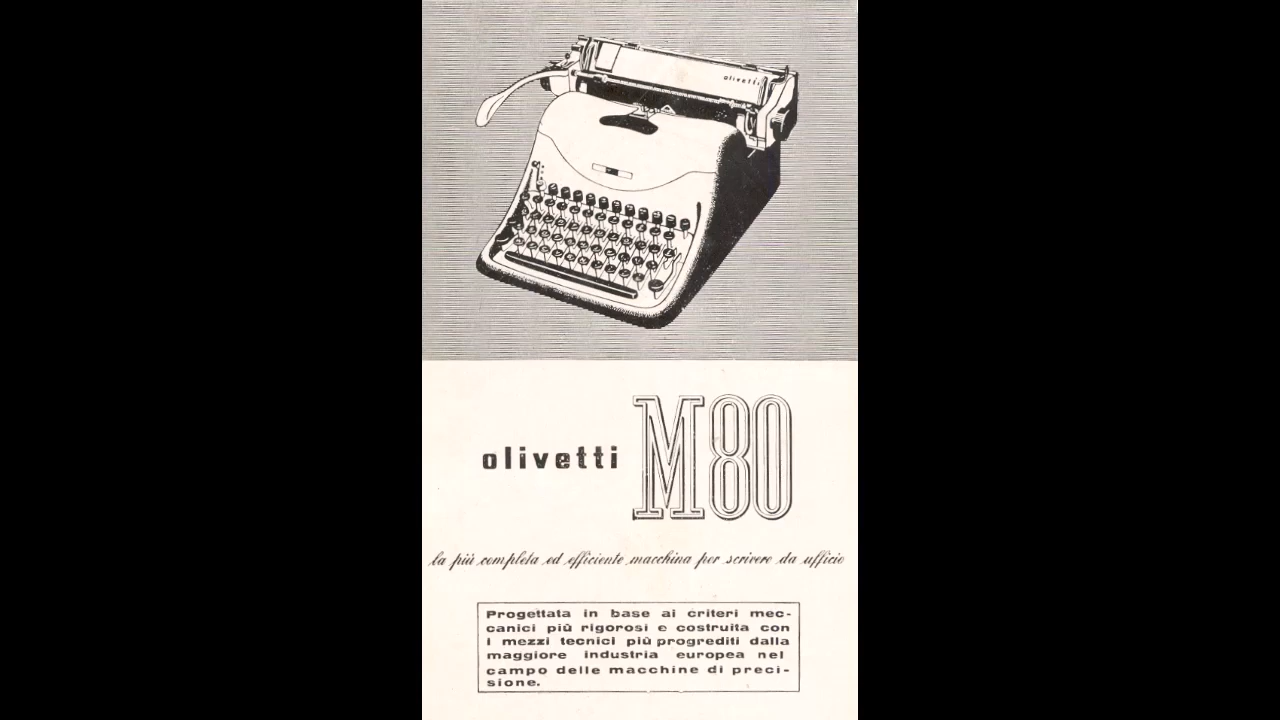 olivetti
olivetti M80
la più completa ed efficiente macchina per scrivere da ufficio
Progettata in base ai criteri mec-
canici più rigorosi e costruita con
i mezzi tecnici più progrediti dalla
maggiore industria europea nel
campo delle macchine di preci-
sione.